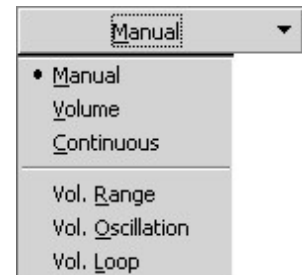 Manual
Manual
Volume
Continuous
Vol. Range
Vol. Oscillation
Vol. Loop